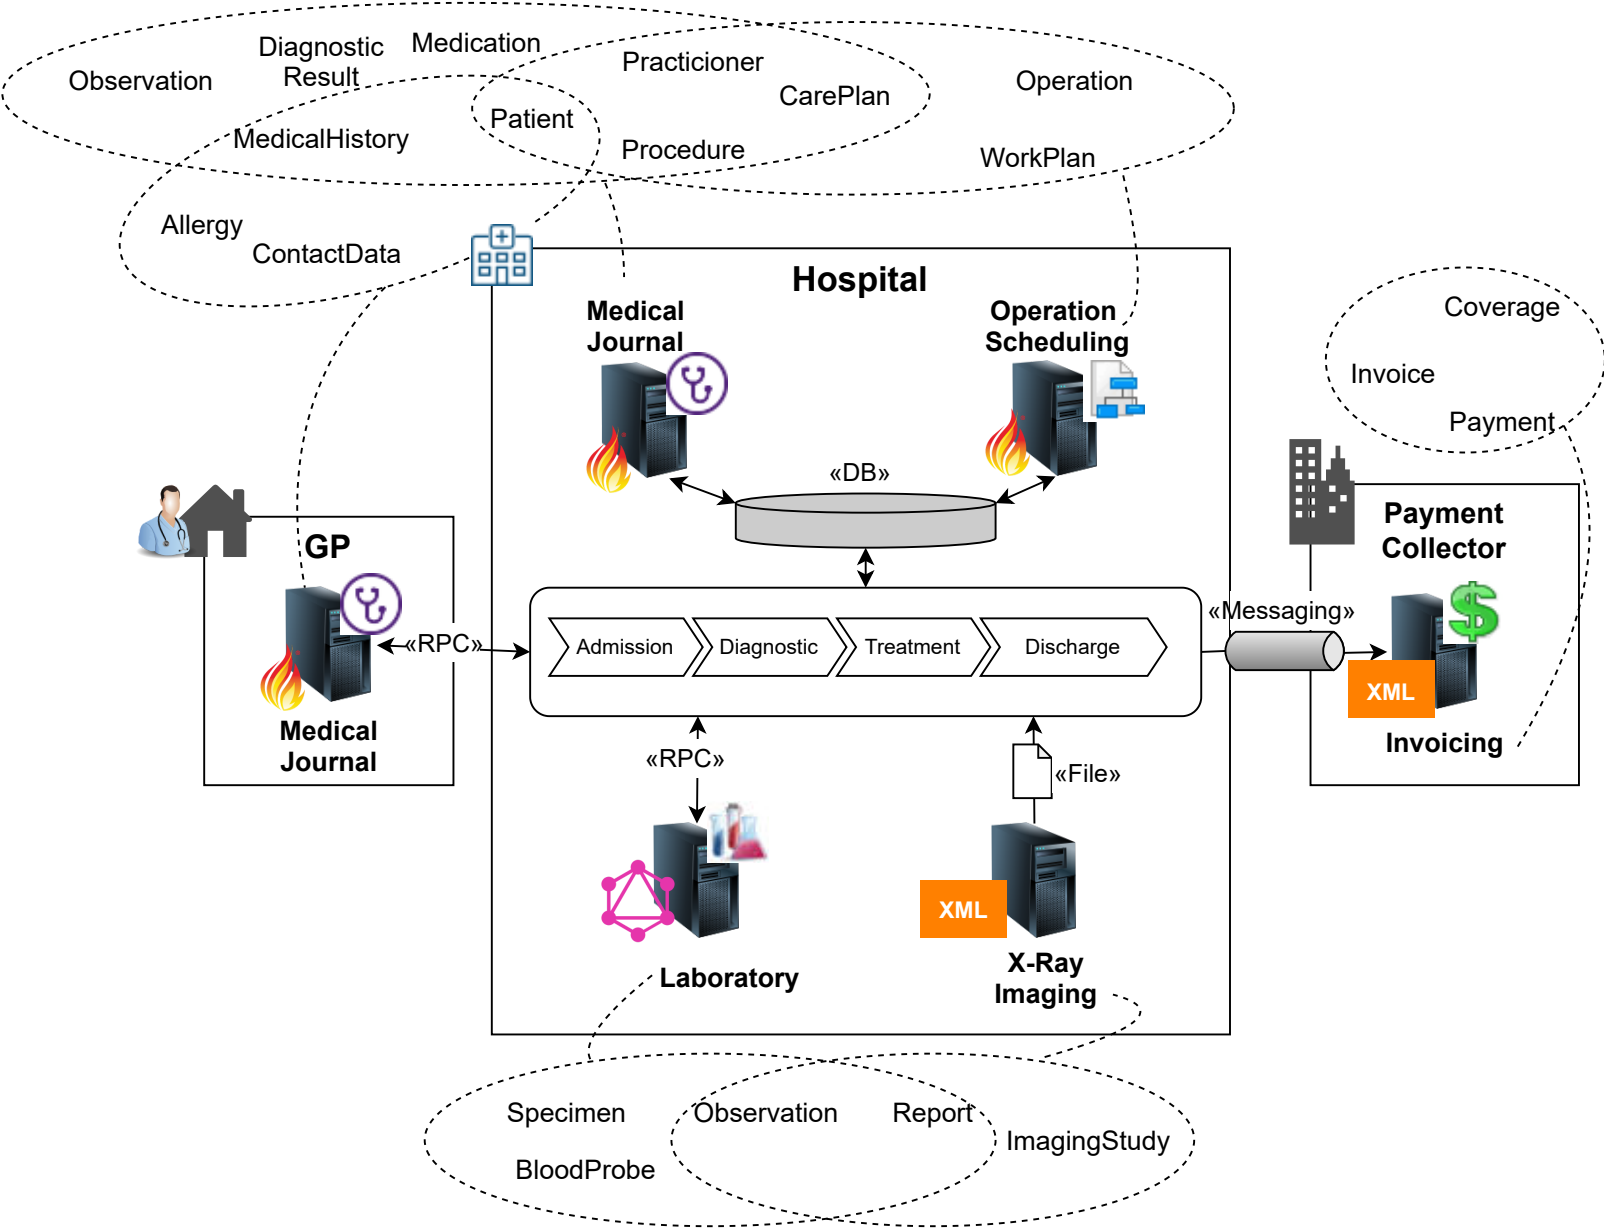 Observation
Diagnostic
Result
Medication
Practicioner
CarePlan
Operation
MedicalHistory
Patient
Procedure
WorkPlan
Allergy
ContactData
Hospital
Medical
Journal
Operation
Scheduling
«DB»
Coverage
Invoice
Payment
GP
Medical
Journal
«RPC»
Admission
Diagnostic
Treatment
Discharge
«Messaging»
Payment
Collector
XML
Invoicing
«RPC»
«File»
XML
Laboratory
X-Ray
Imaging
Specimen
Observation
Report
ImagingStudy
BloodProbe